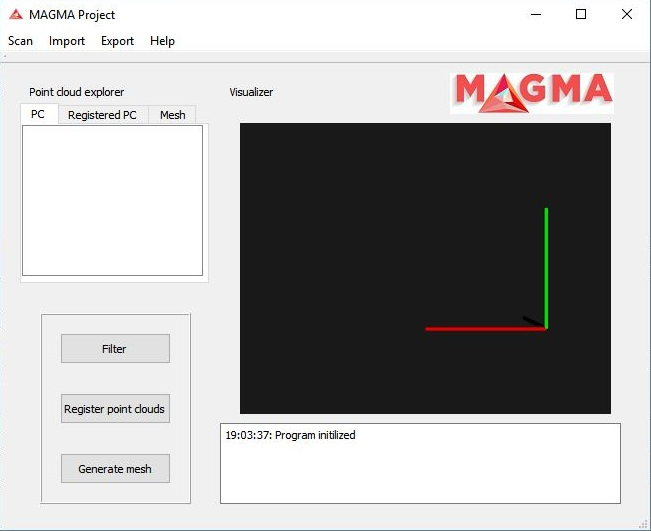 MAGMA Project
Scan Import Export Help
Point cloud explorer
Visualizer
MAGMA
PC Registered PC Mesh
Filter
Register point clouds
Generate mesh
19:03:37: Program initilized